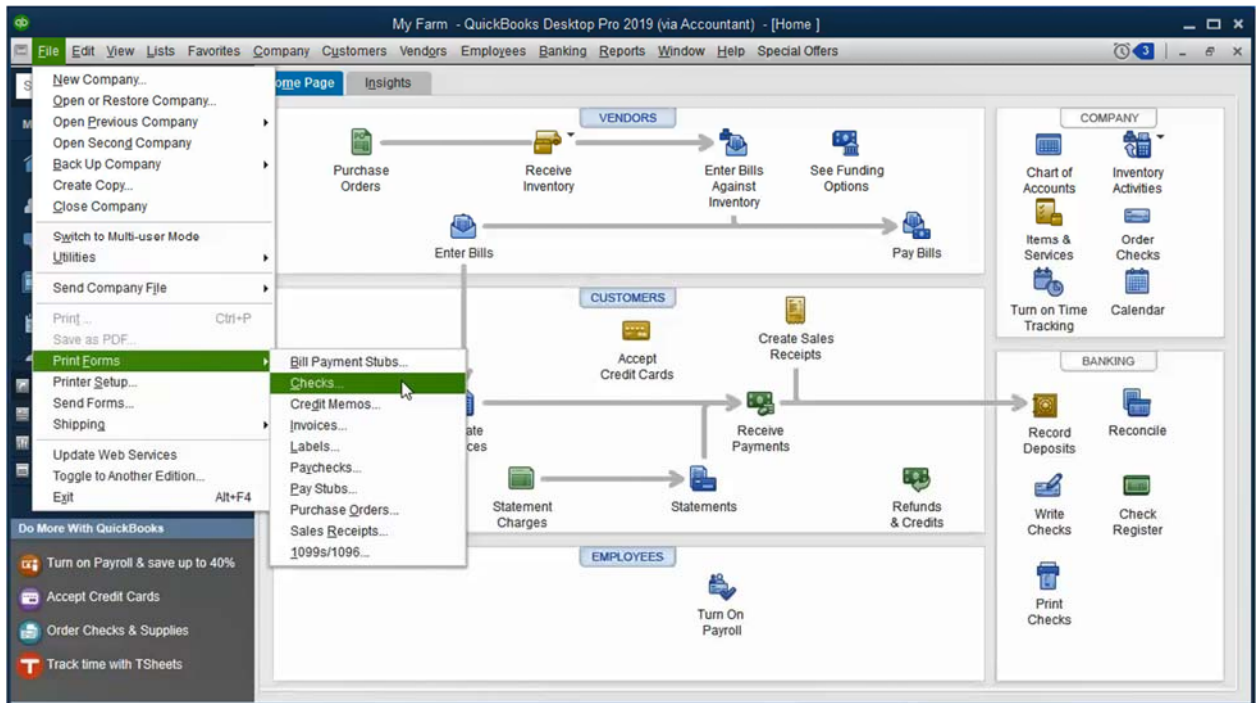 qb
My Farm - QuickBooks Desktop Pro 2019 (via Accountant) - [Home ]
File Edit View Lists Favorites Company Customers Vendors Employees Banking Reports Window Help Special Offers
3
New Company...
Open or Restore Company...
Open Previous Company
Open Second Company
Back Up Company
Create Copy...
Close Company
Switch to Multi-user Mode
Utilities
Send Company File
Print ... Ctrl+P
Save as PDF...
Print Forms
Printer Setup...
Send Forms...
Shipping
Update Web Services
Toggle to Another Edition...
Exit Alt+F4
Bill Payment Stubs...
Checks...
Credit Memos...
Invoices...
Labels...
Paychecks...
Pay Stubs...
Purchase Orders...
Sales Receipts...
1099s/1096...
Do More With QuickBooks
Turn on Payroll & save up to 40%
Accept Credit Cards
Order Checks & Supplies
Track time with TSheets
ome Page Insights
VENDORS
Purchase
Orders
Receive
Inventory
Enter Bills
Against
Inventory
See Funding
Options
Enter Bills
Pay Bills
CUSTOMERS
Accept
Credit Cards
Create Sales
Receipts
ate
ces
Receive
Payments
Statement
Charges
Statements
Refunds
& Credits
EMPLOYEES
Turn On
Payroll
COMPANY
Chart of
Accounts
Inventory
Activities
Items &
Services
Order
Checks
Turn on Time
Tracking
Calendar
BANKING
Record
Deposits
Reconcile
Write
Checks
Check
Register
Print
Checks